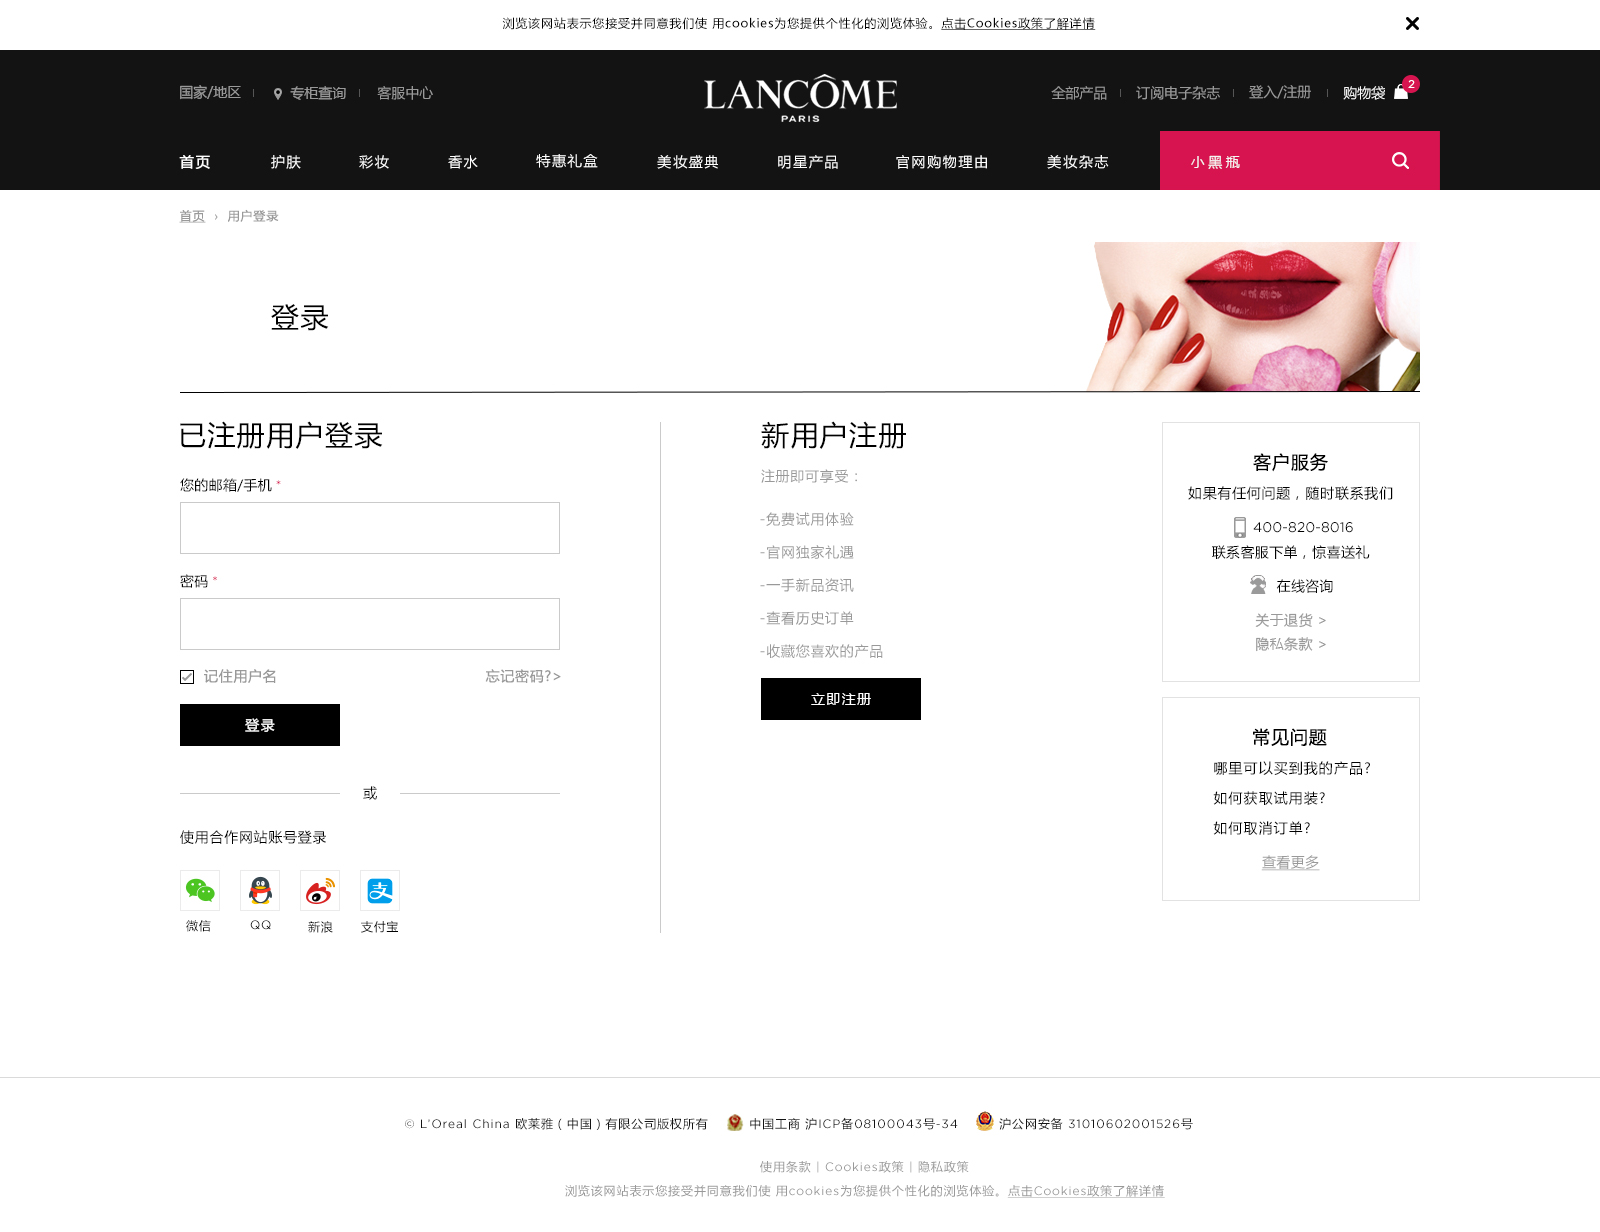 浏览该网站表示您接受并同意我们使 用cookies为您提供个性化的浏览体验。点击Cookies政策了解详情
国家/地区 专柜查询 客服中心
LANCÔME
PARIS
全部产品 订阅电子杂志 登入/注册 购物袋 2
首页 护肤 彩妆 香水 特惠礼盒 美妆盛典 明星产品 官网购物理由 美妆杂志 小黑瓶
首页 › 用户登录
登录
已注册用户登录
您的邮箱/手机 *
密码 *
记住用户名 忘记密码?>
登录
或
使用合作网站账号登录
微信 QQ 新浪 支付宝
新用户注册
注册即可享受：
-免费试用体验
-官网独家礼遇
-一手新品资讯
-查看历史订单
-收藏您喜欢的产品
立即注册
客户服务
如果有任何问题，随时联系我们
400-820-8016
联系客服下单，惊喜送礼
在线咨询
关于退货 >
隐私条款 >
常见问题
哪里可以买到我的产品?
如何获取试用装?
如何取消订单?
查看更多
© L'Oreal China 欧莱雅（中国）有限公司版权所有 中国工商 沪ICP备08100043号-34 沪公网安备 31010602001526号
使用条款 | Cookies政策 | 隐私政策
浏览该网站表示您接受并同意我们使 用cookies为您提供个性化的浏览体验。点击Cookies政策了解详情